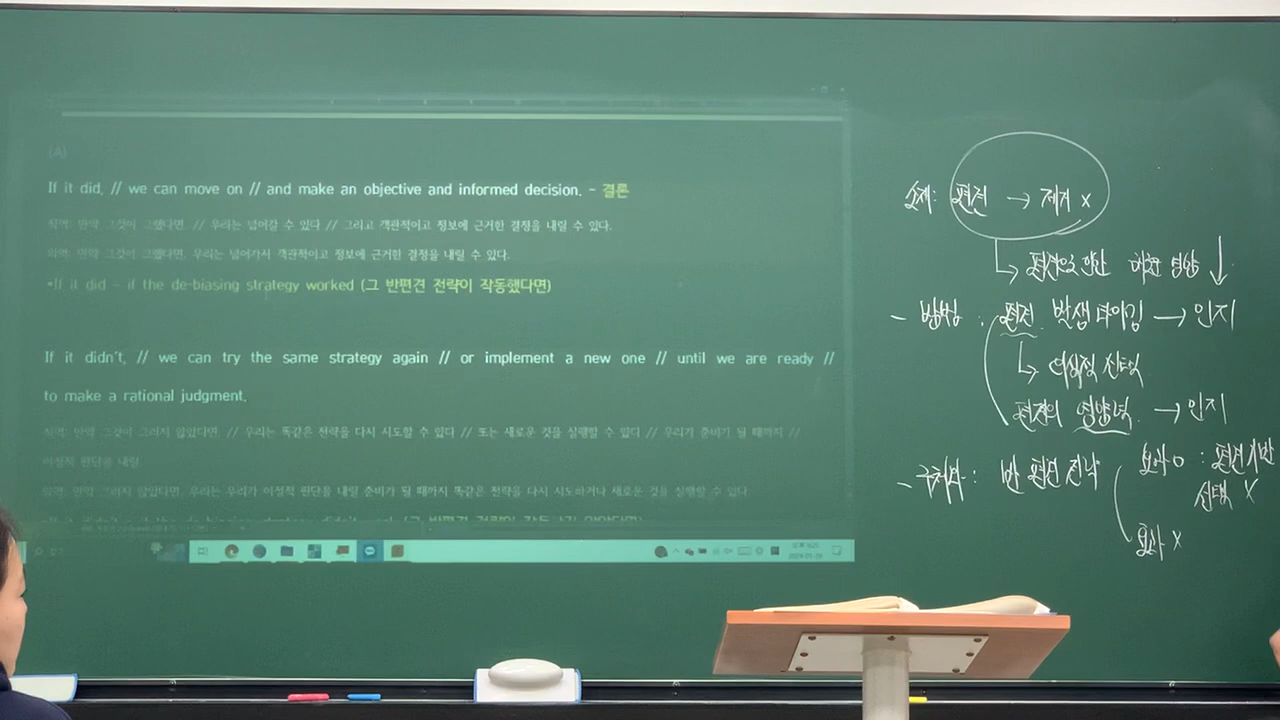 (A)
If it did, // we can move on // and make an objective and informed decision. - 결론
직역: 만약 그것이 그랬다면, // 우리는 넘어갈 수 있다 // 그리고 객관적이고 정보에 근거한 결정을 내릴 수 있다.
의역: 만약 그것이 그랬다면, 우리는 넘어가서 객관적이고 정보에 근거한 결정을 내릴 수 있다.
*If it did - if the de-biasing strategy worked (그 반편견 전략이 작동했다면)
If it didn't, // we can try the same strategy again // or implement a new one // until we are ready //
to make a rational judgment.
직역: 만약 그것이 그러지 않았다면, // 우리는 똑같은 전략을 다시 시도할 수 있다 // 또는 새로운 것을 실행할 수 있다 // 우리가 준비가 될 때까지 //
이성적 판단을 내릴
의역: 만약 그러지 않았다면, 우리는 우리가 이성적 판단을 내릴 준비가 될 때까지 똑같은 전략을 다시 시도하거나 새로운 것을 실행할 수 있다
소재: 편견 → 제거 x
↳ 편견으로 인한 영향 ↓
- 방법 : 편견 발생 타이밍 → 인지
↳ 의식적 선택
편견의 영향력 → 인지
- 구체적: 반 편견 전략
효과 o : 편견기반
선택 x
효과 x